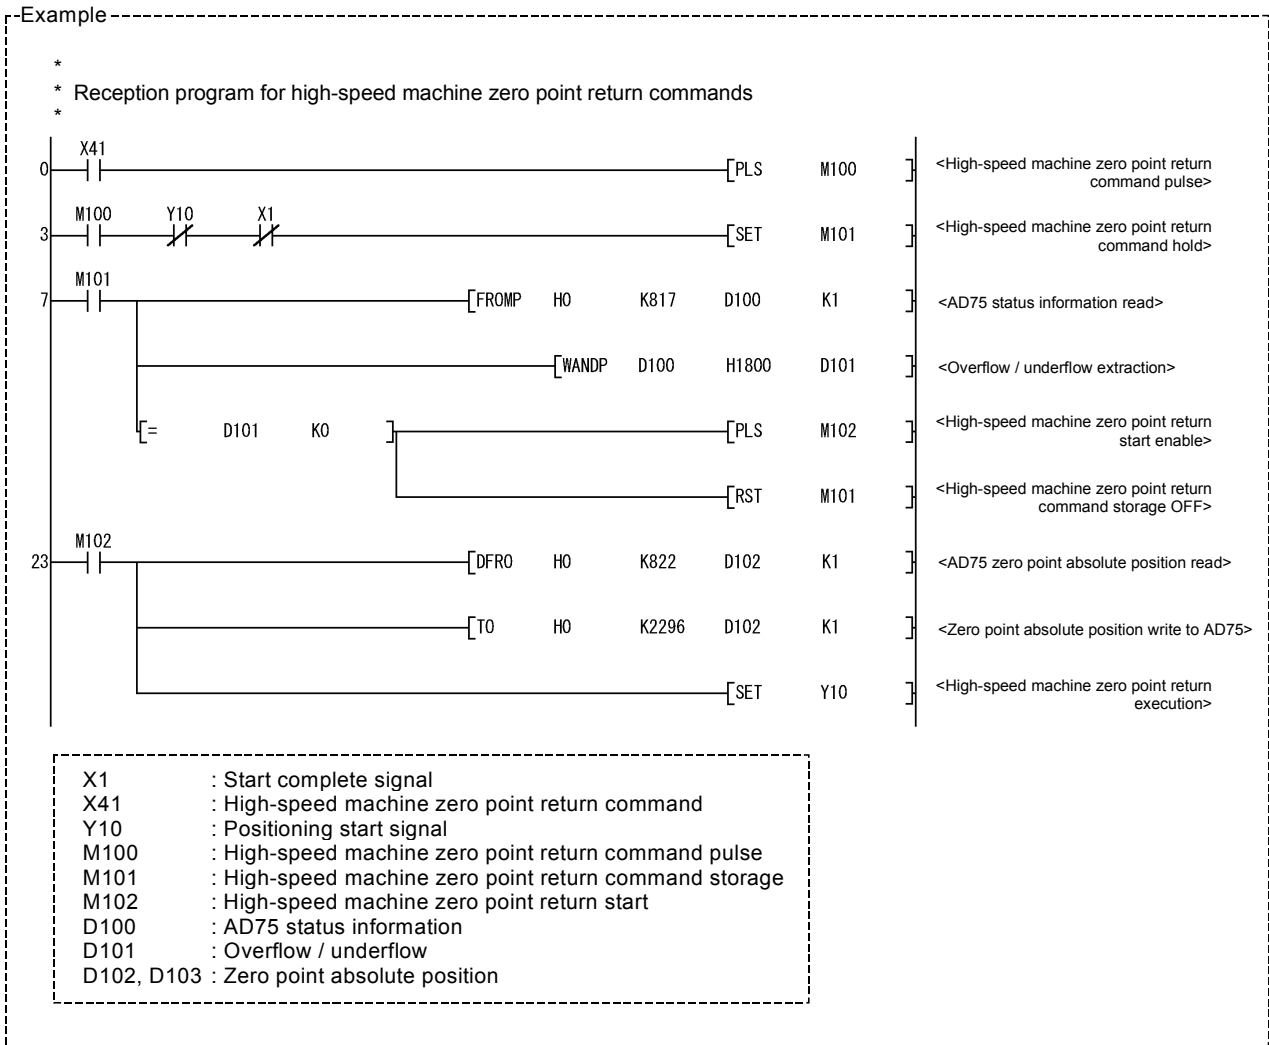 Example
*
* Reception program for high-speed machine zero point return commands
*
X41
0 [PLS M100] <High-speed machine zero point return
command pulse>
M100 Y10 X1
3 [SET M101] <High-speed machine zero point return
command hold>
M101
7 [FROMP H0 K817 D100 K1] <AD75 status information read>
[WANDP D100 H1800 D101] <Overflow / underflow extraction>
[= D101 K0] [PLS M102] <High-speed machine zero point return
start enable>
[RST M101] <High-speed machine zero point return
command storage OFF>
M102
23 [DFRO H0 K822 D102 K1] <AD75 zero point absolute position read>
[TO H0 K2296 D102 K1] <Zero point absolute position write to AD75>
[SET Y10] <High-speed machine zero point return
execution>
X1 : Start complete signal
X41 : High-speed machine zero point return command
Y10 : Positioning start signal
M100 : High-speed machine zero point return command pulse
M101 : High-speed machine zero point return command storage
M102 : High-speed machine zero point return start
D100 : AD75 status information
D101 : Overflow / underflow
D102, D103 : Zero point absolute position